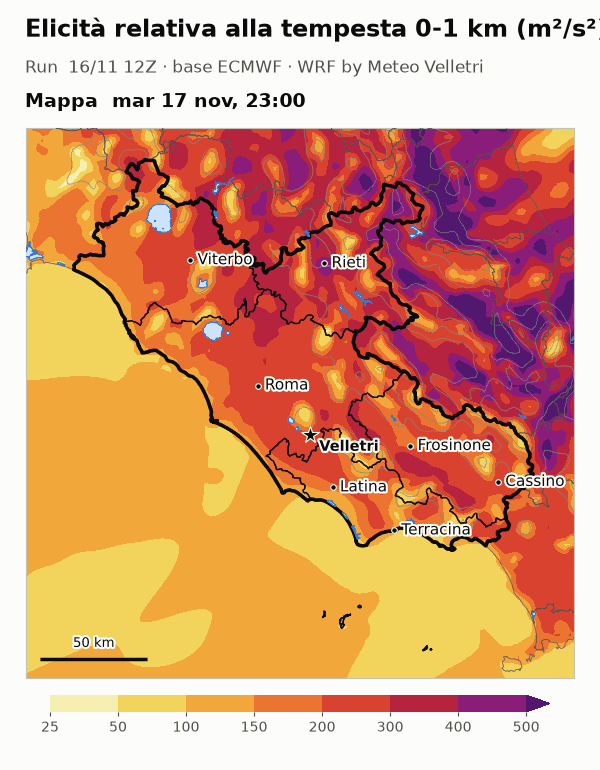 Elicità relativa alla tempesta 0-1 km (m²/s²)
Run  16/11 12Z · base ECMWF · WRF by Meteo Velletri
Mappa  mar 17 nov, 23:00
Viterbo
Rieti
Roma
Velletri
Frosinone
Cassino
Latina
Terracina
50 km
25 50 100 150 200 300 400 500